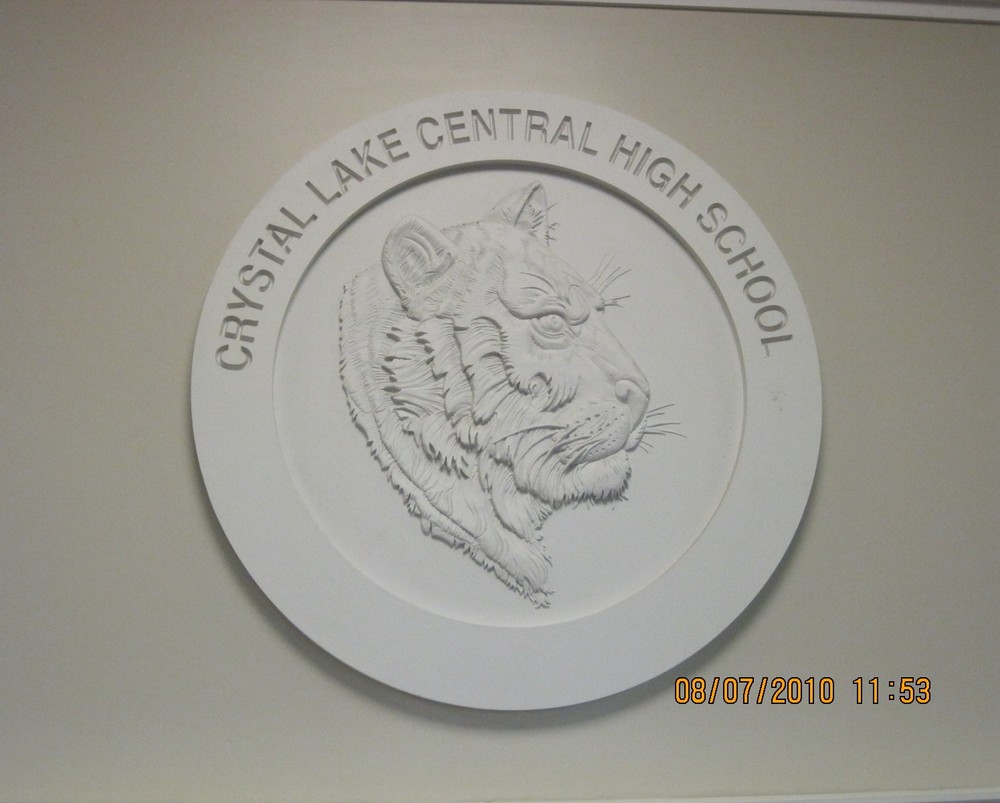 CRYSTAL LAKE CENTRAL HIGH SCHOOL
08/07/2010 11:53